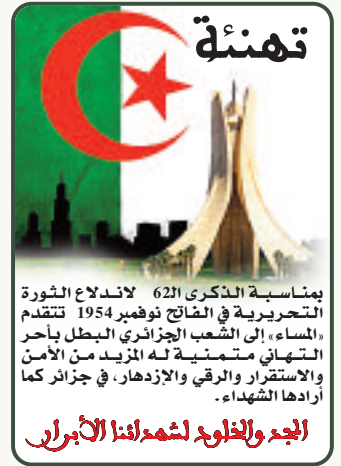 تهنئة
بمناسبة الذكرى الـ62 لاندلاع الثورة
التحريرية في الفاتح نوفمبر 1954 تتقدم
«المساء» إلى الشعب الجزائري البطل بأحر
التهاني متمنية له المزيد من الأمن
والاستقرار والرقي والإزدهار، في جزائر كما
أرادها الشهداء.
المجد والخلود لشهدائنا الأبرار